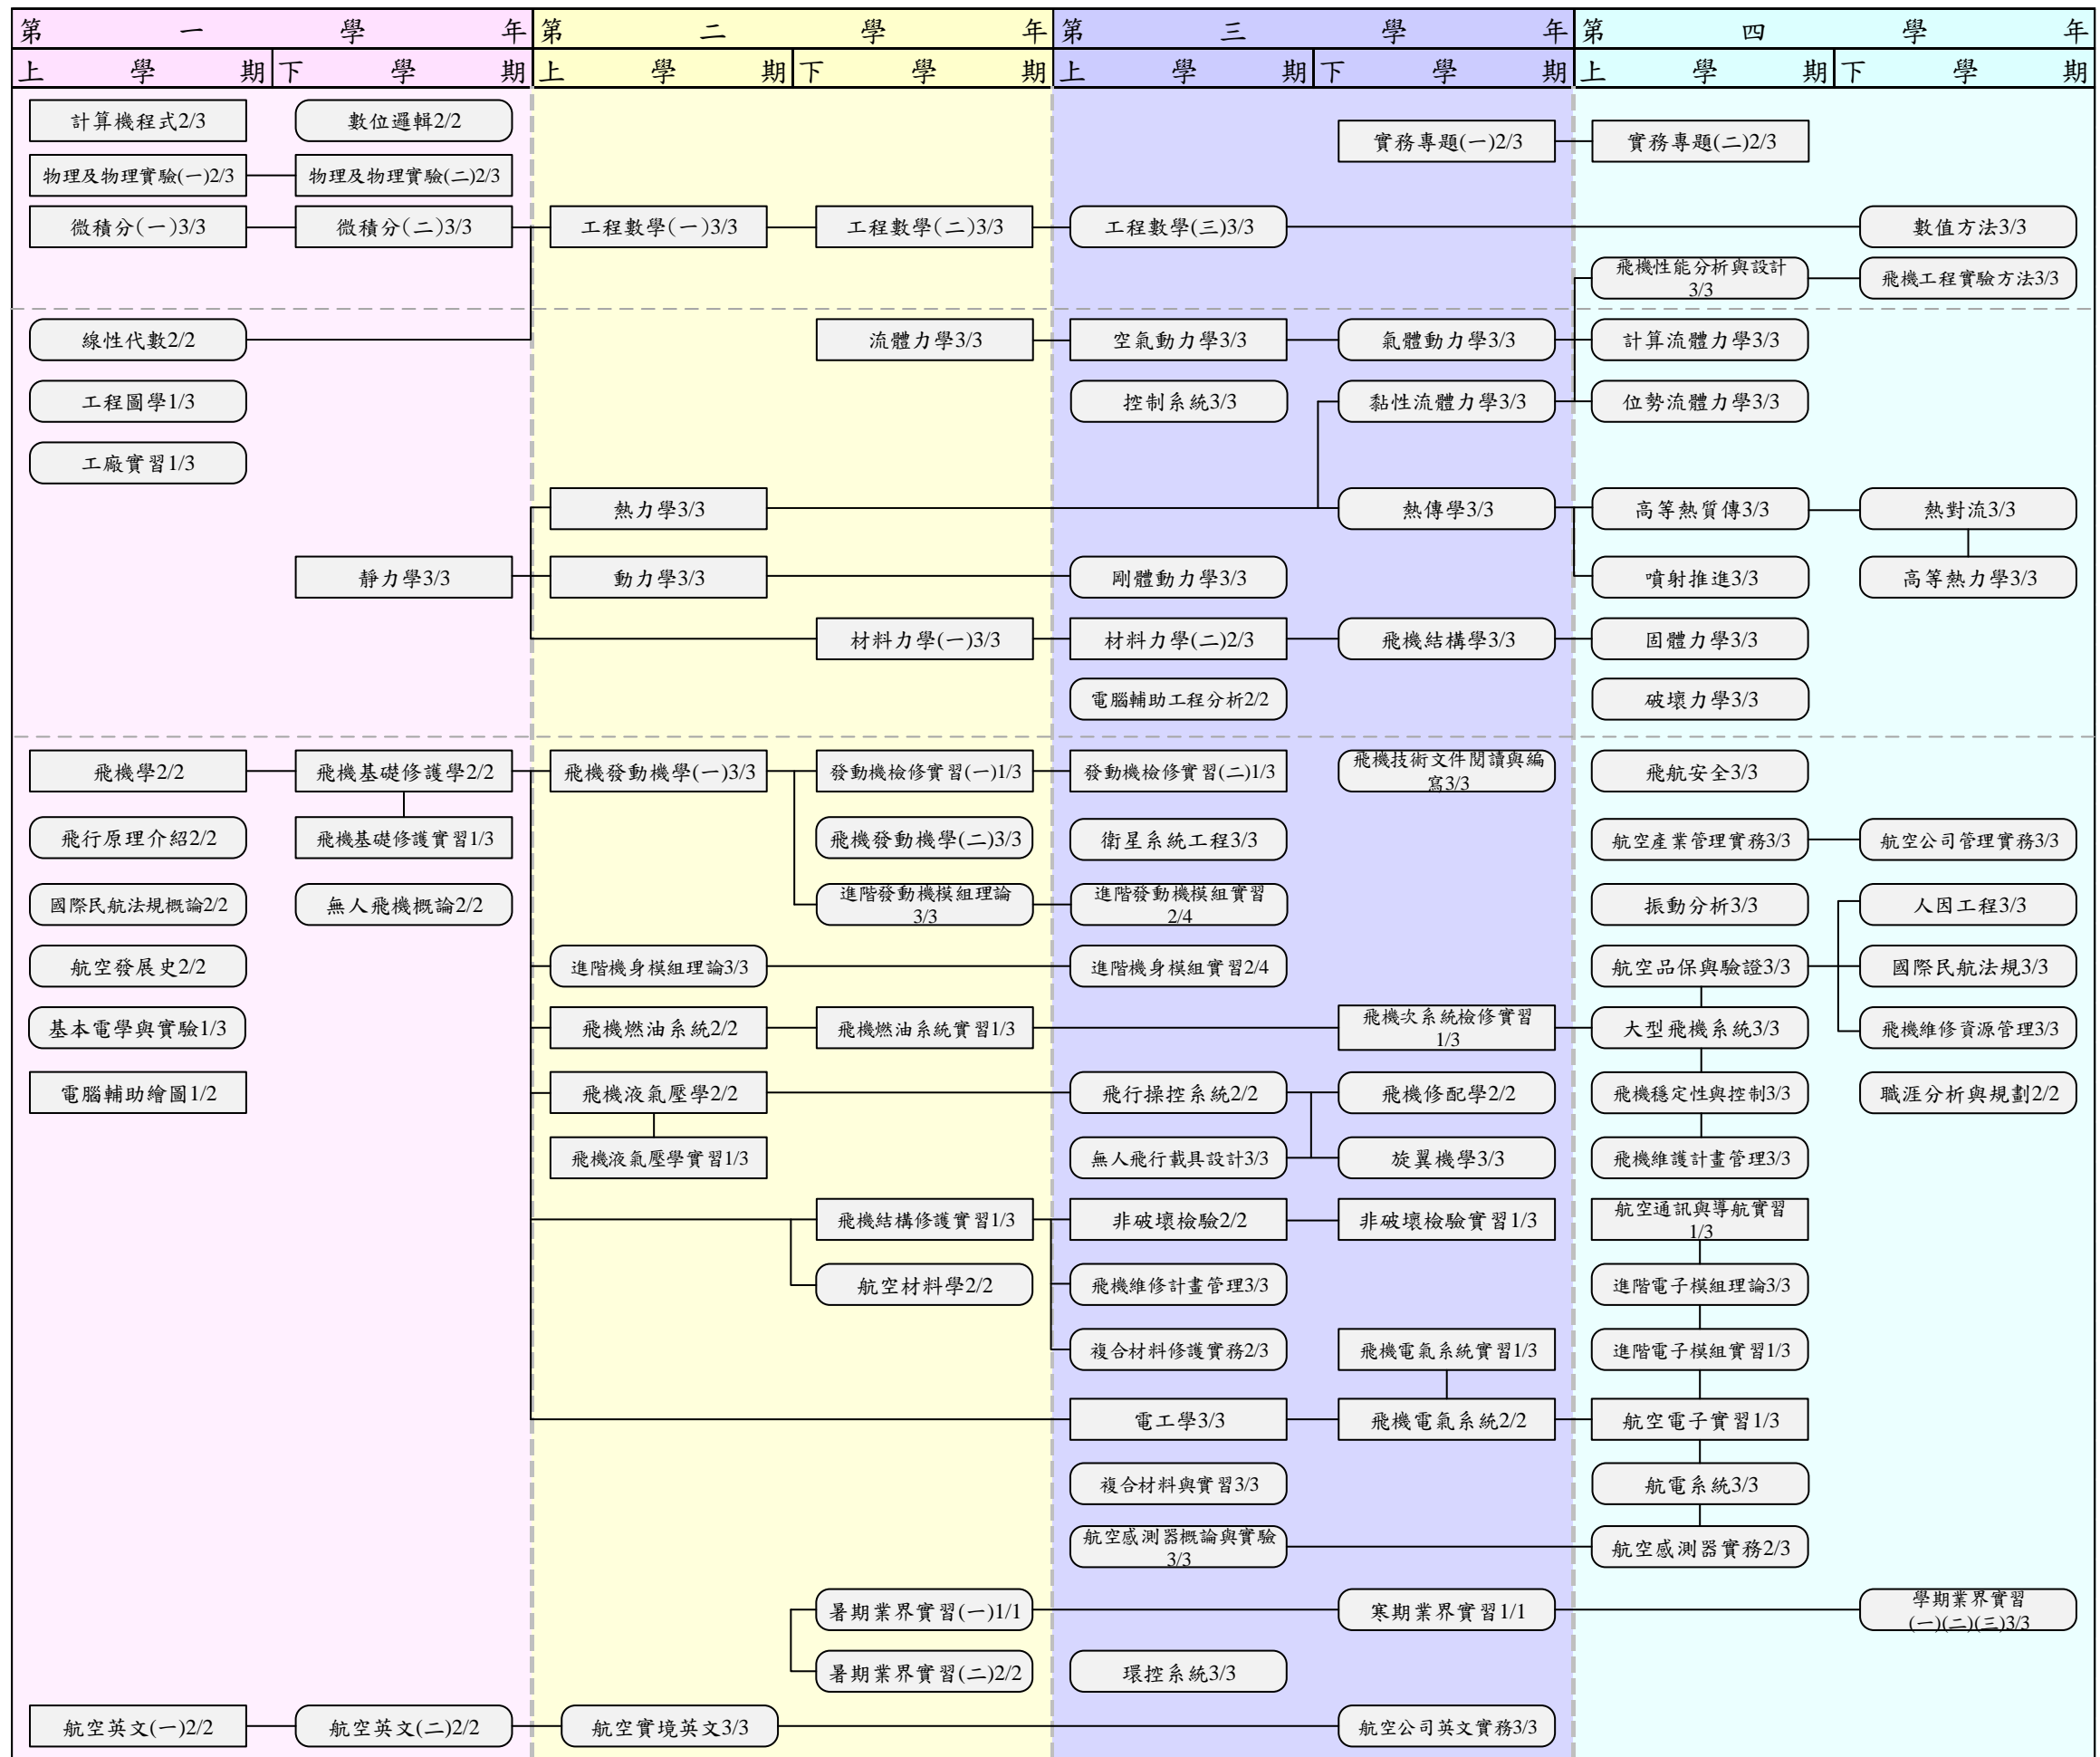 第一學年 第二學年 第三學年 第四學年
上學期 下學期 上學期 下學期 上學期 下學期 上學期 下學期
計算機程式2/3 數位邏輯2/2
實務專題(一)2/3 實務專題(二)2/3
物理及物理實驗(一)2/3 物理及物理實驗(二)2/3
微積分(一)3/3 微積分(二)3/3 工程數學(一)3/3 工程數學(二)3/3 工程數學(三)3/3 數值方法3/3
飛機性能分析與設計
3/3
飛機工程實驗方法3/3
線性代數2/2 流體力學3/3 空氣動力學3/3 氣體動力學3/3 計算流體力學3/3
工程圖學1/3 控制系統3/3 黏性流體力學3/3 位勢流體力學3/3
工廠實習1/3
熱力學3/3 熱傳學3/3 高等熱質傳3/3 熱對流3/3
靜力學3/3 動力學3/3 剛體動力學3/3 噴射推進3/3 高等熱力學3/3
材料力學(一)3/3 材料力學(二)2/3 飛機結構學3/3 固體力學3/3
電腦輔助工程分析2/2 破壞力學3/3
飛機學2/2 飛機基礎修護學2/2 飛機發動機學(一)3/3 發動機檢修實習(一)1/3 發動機檢修實習(二)1/3
飛機技術文件閱讀與編
寫3/3
飛航安全3/3
飛行原理介紹2/2 飛機基礎修護實習1/3 飛機發動機學(二)3/3 衛星系統工程3/3 航空產業管理實務3/3 航空公司管理實務3/3
國際民航法規概論2/2 無人飛機概論2/2
進階發動機模組理論
3/3
進階發動機模組實習
2/4
振動分析3/3 人因工程3/3
航空發展史2/2 進階機身模組理論3/3 進階機身模組實習2/4 航空品保與驗證3/3 國際民航法規3/3
基本電學與實驗1/3 飛機燃油系統2/2 飛機燃油系統實習1/3
飛機次系統檢修實習
1/3
大型飛機系統3/3 飛機維修資源管理3/3
電腦輔助繪圖1/2 飛機液氣壓學2/2 飛行操控系統2/2 飛機修配學2/2 飛機穩定性與控制3/3 職涯分析與規劃2/2
飛機液氣壓學實習1/3 無人飛行載具設計3/3 旋翼機學3/3 飛機維護計畫管理3/3
飛機結構修護實習1/3 非破壞檢驗2/2 非破壞檢驗實習1/3
航空通訊與導航實習
1/3
航空材料學2/2 飛機維修計畫管理3/3 進階電子模組理論3/3
複合材料修護實務2/3 飛機電氣系統實習1/3 進階電子模組實習1/3
電工學3/3 飛機電氣系統2/2 航空電子實習1/3
複合材料與實習3/3 航電系統3/3
航空感測器概論與實驗
3/3
航空感測器實務2/3
暑期業界實習(一)1/1 寒期業界實習1/1
學期業界實習
(一)(二)(三)3/3
暑期業界實習(二)2/2 環控系統3/3
航空英文(一)2/2 航空英文(二)2/2 航空實境英文3/3 航空公司英文實務3/3